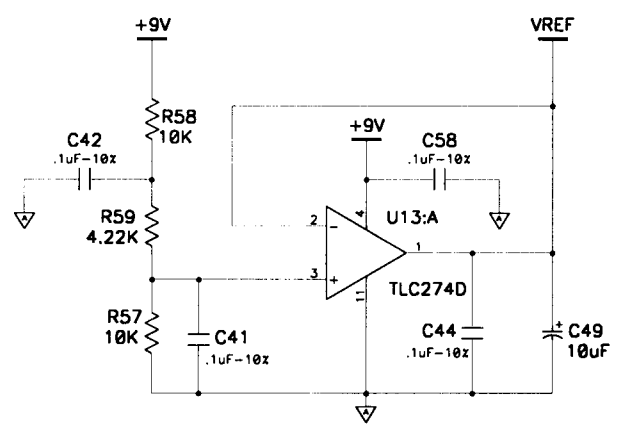 +9V
VREF
R58
10K
C42
.1uF-10%
+9V
C58
.1uF-10%
R59
4.22K
2
-
4
U13:A
1
3
+
11
TLC274D
R57
10K
C41
.1uF-10%
C44
.1uF-10%
+
C49
10uF
A
A
A